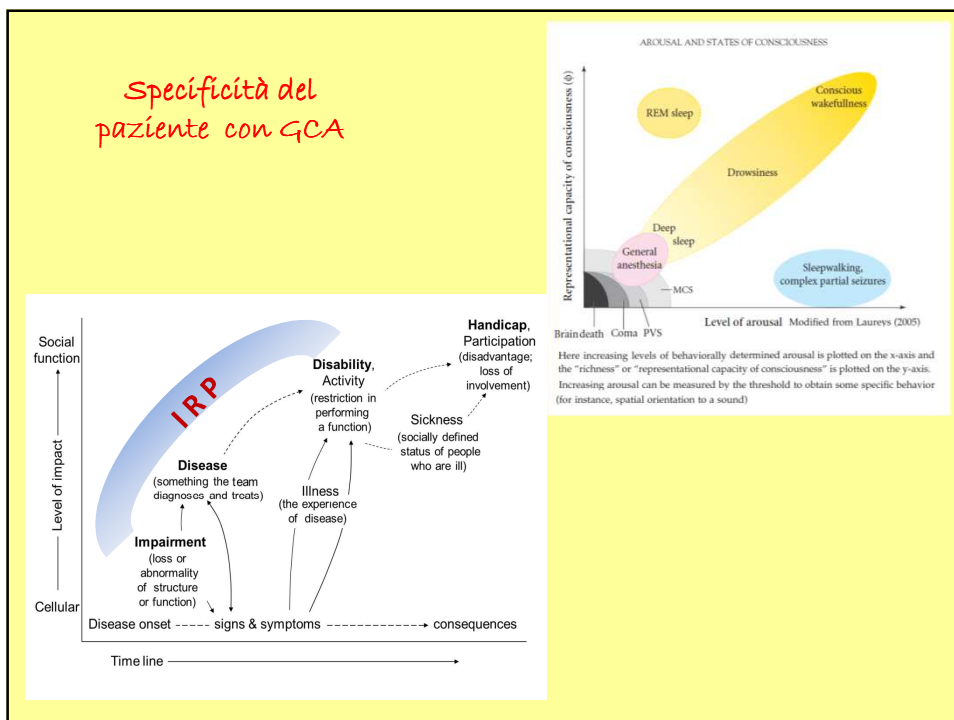 Specificità del
paziente con GCA
AROUSAL AND STATES OF CONSCIOUSNESS
Representational capacity of consciousness (ϕ)
Conscious
wakefullness
REM sleep
Drowsiness
Deep
sleep
General
anesthesia
Sleepwalking,
complex partial seizures
MCS
Brain death
Coma
PVS
Level of arousal
Modified from Laureys (2005)
Here increasing levels of behaviorally determined arousal is plotted on the x-axis and
the “richness” or “representational capacity of consciousness” is plotted on the y-axis.
Increasing arousal can be measured by the threshold to obtain some specific behavior
(for instance, spatial orientation to a sound)
Social
function
Level of impact
Cellular
IRP
Handicap,
Participation
(disadvantage;
loss of
involvement)
Disability,
Activity
(restriction in
performing
a function)
Sickness
(socially defined
status of people
who are ill)
Disease
(something the team
diagnoses and treats)
Illness
(the experience
of disease)
Impairment
(loss or
abnormality
of structure
or function)
Disease onset
signs & symptoms
consequences
Time line